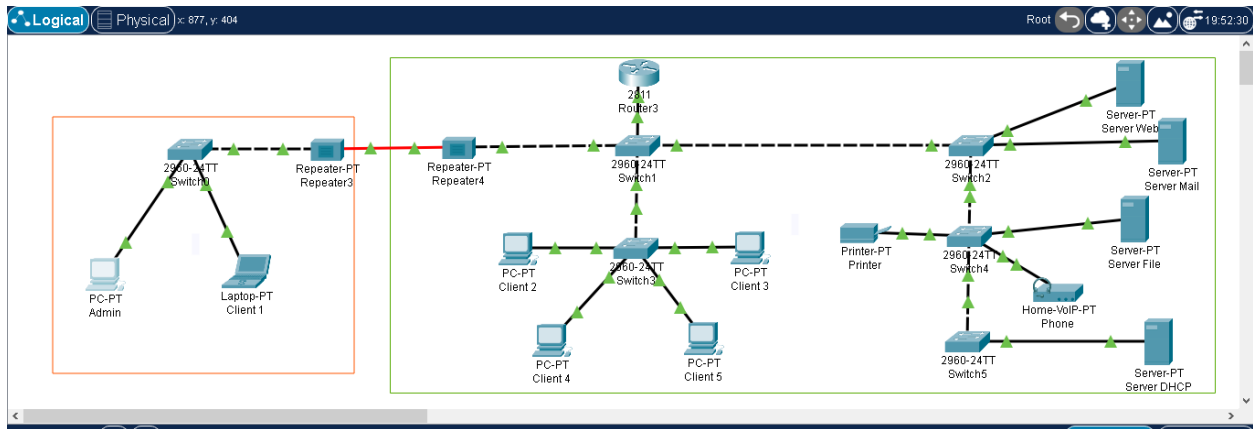 Logical
Physical
x: 877, y: 404
Root
19:52:30
2811
Router3
Server-PT
Server Web
2960-24TT
Switch0
Repeater-PT
Repeater3
Repeater-PT
Repeater4
2960-24TT
Switch1
2960-24TT
Switch2
Server-PT
Server Mail
PC-PT
Client 2
2960-24TT
Switch3
PC-PT
Client 3
Printer-PT
Printer
2960-24TT
Switch4
Server-PT
Server File
PC-PT
Admin
Laptop-PT
Client 1
Home-VoIP-PT
Phone
PC-PT
Client 4
PC-PT
Client 5
2960-24TT
Switch5
Server-PT
Server DHCP